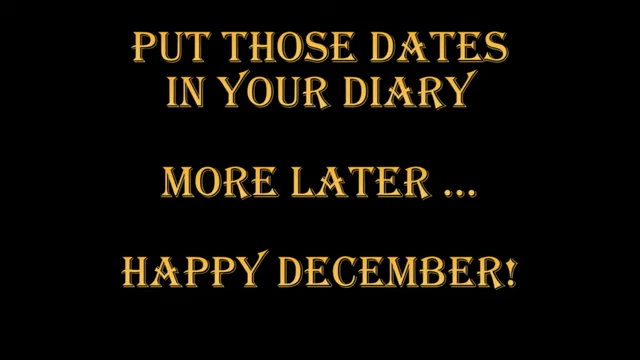 PUT THOSE DATES
IN YOUR DIARY
MORE LATER ...
HAPPY DECEMBER!